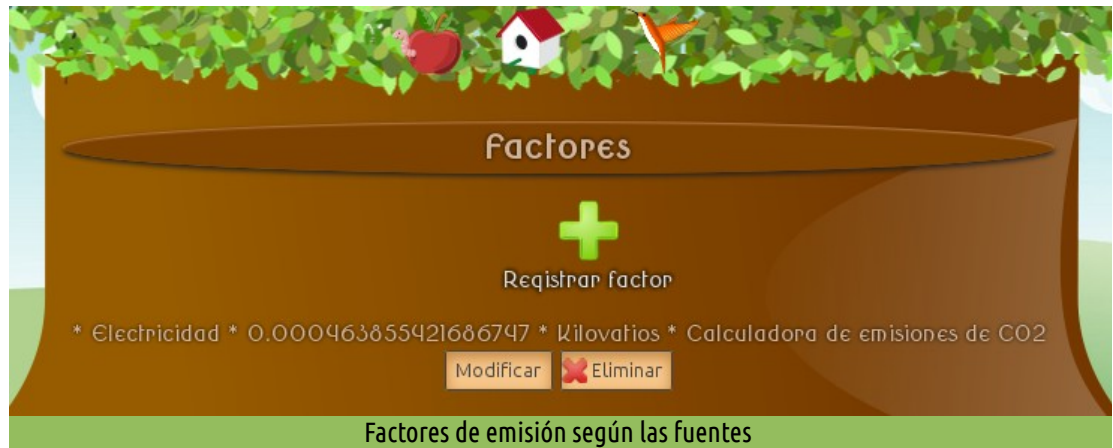 Factores
Registrar factor
* Electricidad * 0.000463855421686747 * Kilovatios * Calculadora de emisiones de CO2
Modificar Eliminar
Factores de emisión según las fuentes